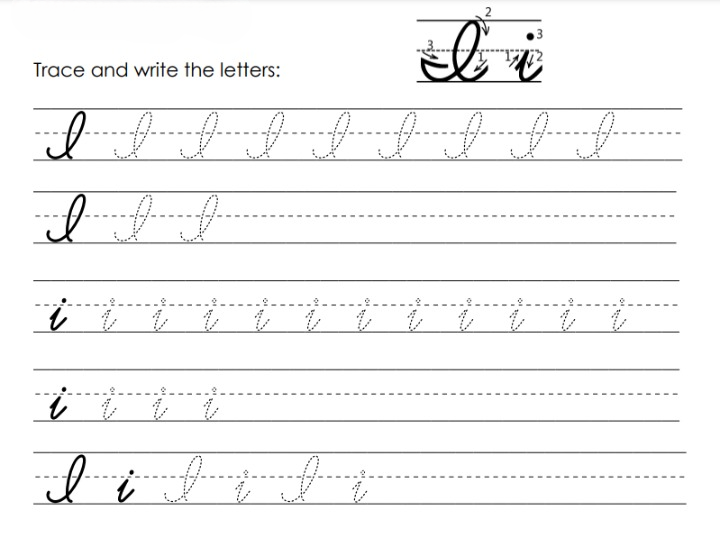 2
3 I 1 1 i 2 3
Trace and write the letters:
I I I I I I I I I
I I I
i i i i i i i i i i i i
i i i i
I i I i I i